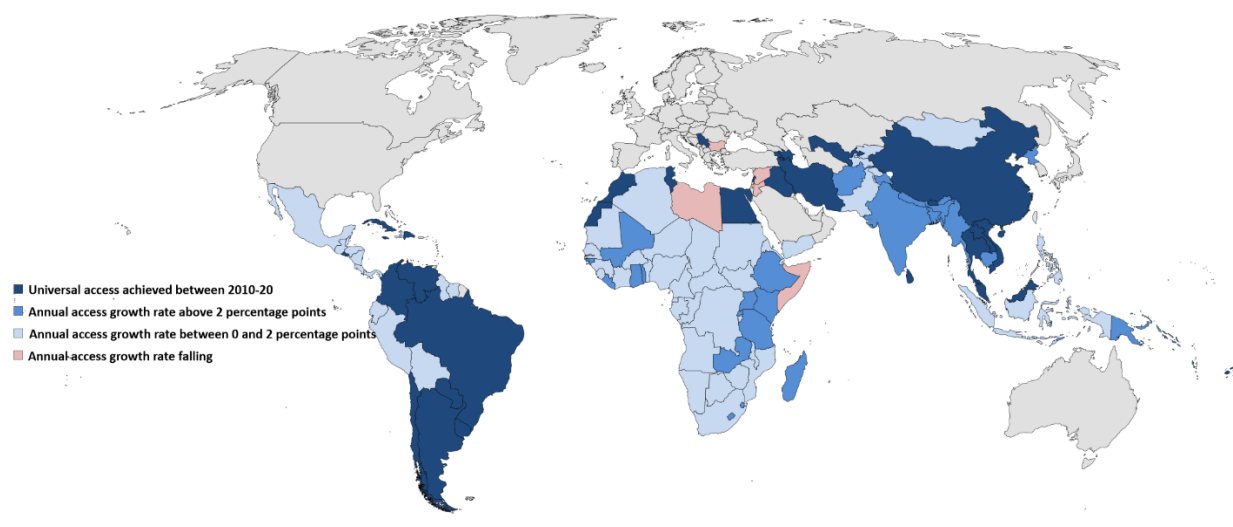 Universal access achieved between 2010-20
Annual access growth rate above 2 percentage points
Annual access growth rate between 0 and 2 percentage points
Annual access growth rate falling